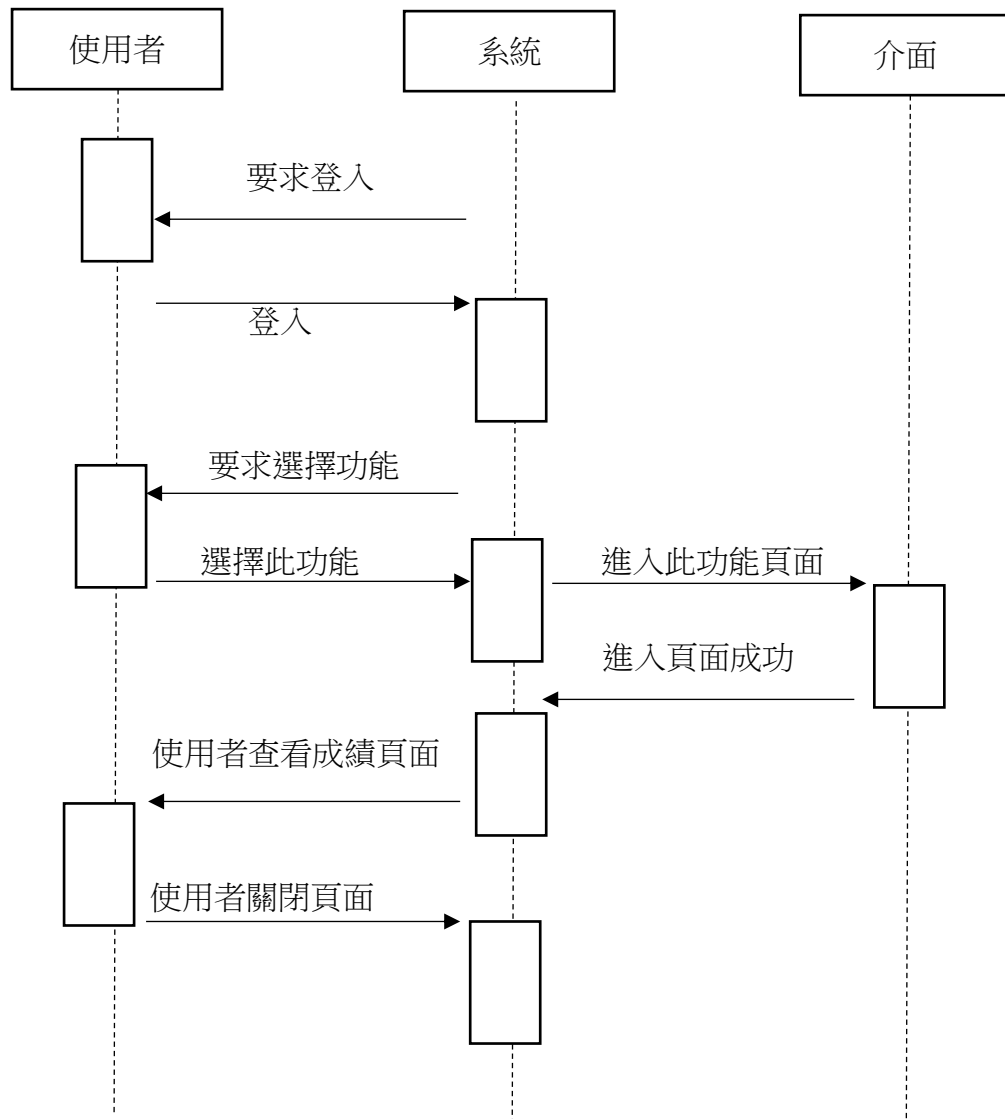 使用者
系統
介面
要求登入
登入
要求選擇功能
選擇此功能
進入此功能頁面
進入頁面成功
使用者查看成績頁面
使用者關閉頁面